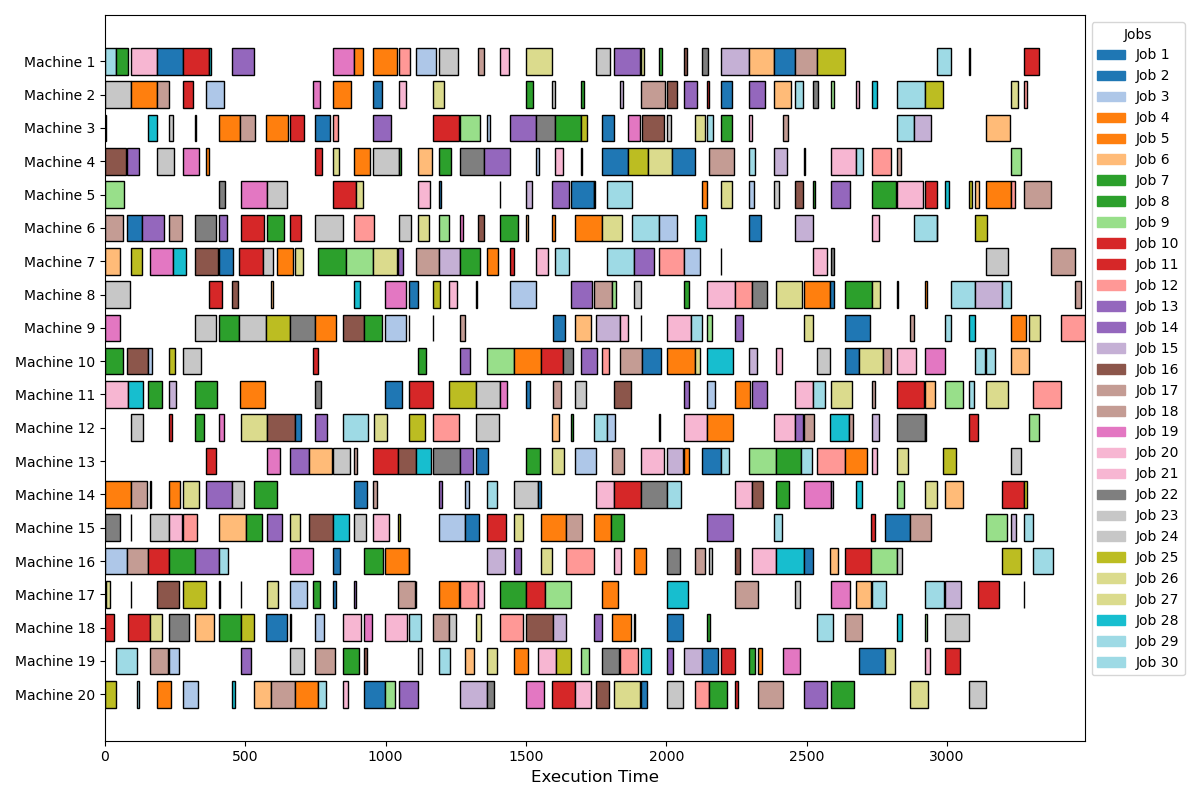 Machine 1
Machine 2
Machine 3
Machine 4
Machine 5
Machine 6
Machine 7
Machine 8
Machine 9
Machine 10
Machine 11
Machine 12
Machine 13
Machine 14
Machine 15
Machine 16
Machine 17
Machine 18
Machine 19
Machine 20
0 500 1000 1500 2000 2500 3000
Execution Time
Jobs
Job 1
Job 2
Job 3
Job 4
Job 5
Job 6
Job 7
Job 8
Job 9
Job 10
Job 11
Job 12
Job 13
Job 14
Job 15
Job 16
Job 17
Job 18
Job 19
Job 20
Job 21
Job 22
Job 23
Job 24
Job 25
Job 26
Job 27
Job 28
Job 29
Job 30